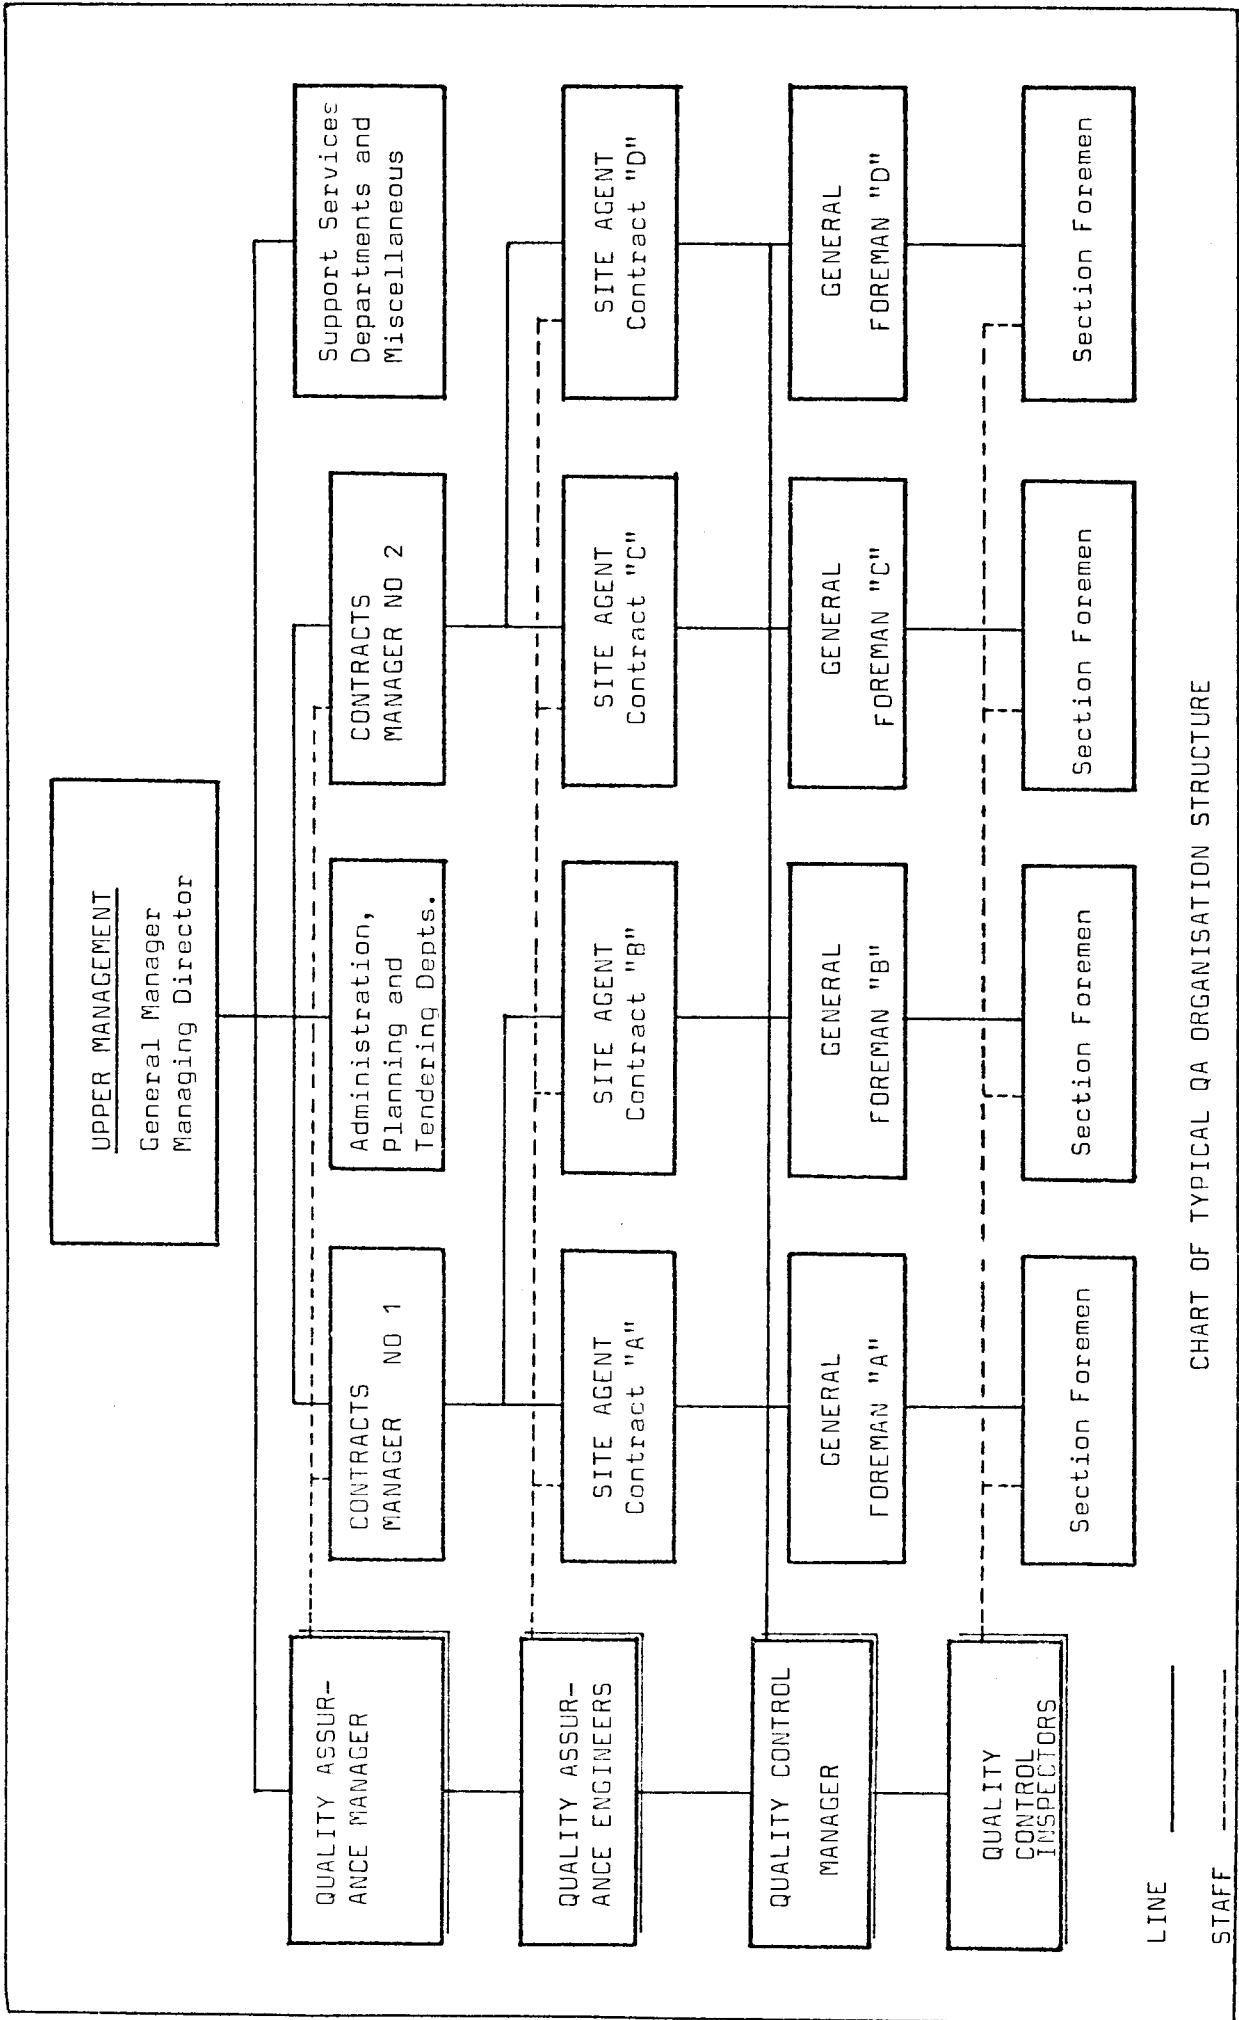 UPPER MANAGEMENT
General Manager
Managing Director
QUALITY ASSUR-
ANCE MANAGER
CONTRACTS
MANAGER NO 1
Administration,
Planning and
Tendering Depts.
CONTRACTS
MANAGER NO 2
Support Services
Departments and
Miscellaneous
QUALITY ASSUR-
ANCE ENGINEERS
SITE AGENT
Contract "A"
SITE AGENT
Contract "B"
SITE AGENT
Contract "C"
SITE AGENT
Contract "D"
QUALITY CONTROL
MANAGER
GENERAL
FOREMAN "A"
GENERAL
FOREMAN "B"
GENERAL
FOREMAN "C"
GENERAL
FOREMAN "D"
QUALITY
CONTROL
INSPECTORS
Section Foremen
Section Foremen
Section Foremen
Section Foremen
LINE
STAFF
CHART OF TYPICAL QA ORGANISATION STRUCTURE